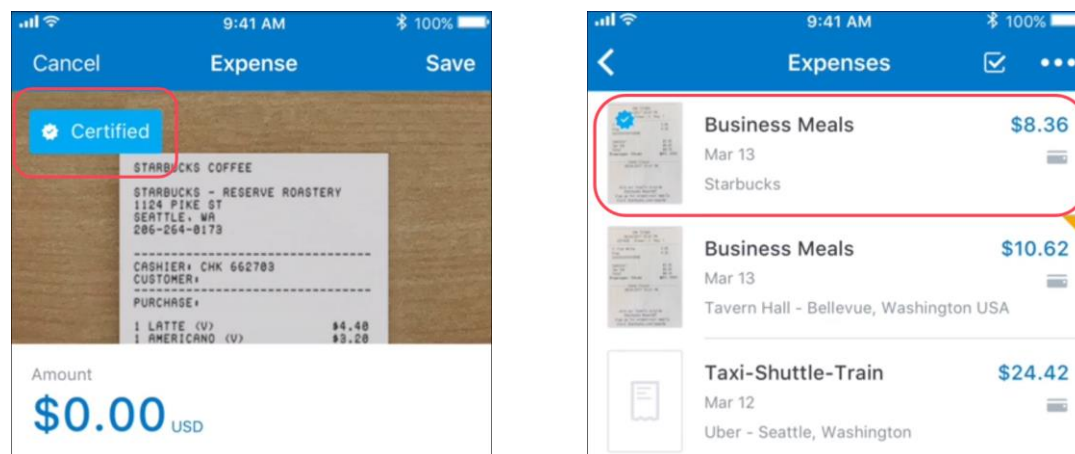 9:41 AM
100%
Cancel
Expense
Save
Certified
STARBUCKS COFFEE
STARBUCKS - RESERVE ROASTERY
1124 PIKE ST
SEATTLE, WA
206-264-0173
CASHIER: CHK 662703
CUSTOMER:
PURCHASE:
1 LATTE (V) $4.40
1 AMERICANO (V) $3.20
Amount
$0.00 USD
9:41 AM
100%
Expenses
Business Meals $8.36
Mar 13
Starbucks
Business Meals $10.62
Mar 13
Tavern Hall - Bellevue, Washington USA
Taxi-Shuttle-Train $24.42
Mar 12
Uber - Seattle, Washington